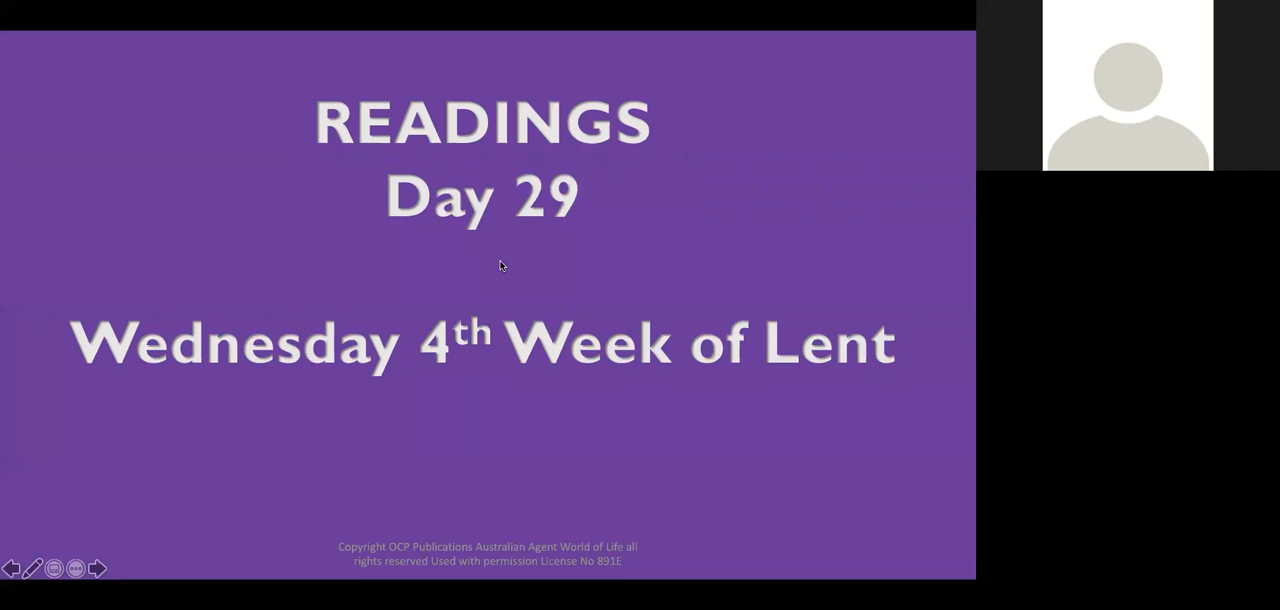 READINGS
Day 29
Wednesday 4th Week of Lent
Copyright OCP Publications Australian Agent World of Life all
rights reserved Used with permission License No 891E